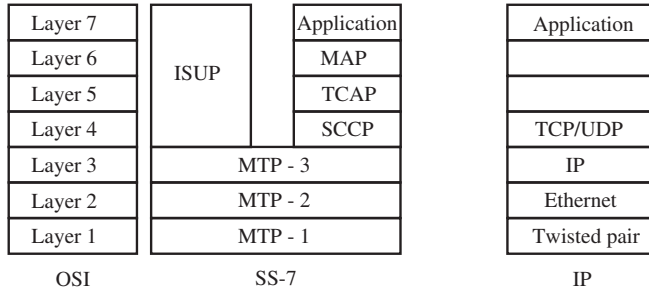 Layer 7
Layer 6
Layer 5
Layer 4
Layer 3
Layer 2
Layer 1
OSI
ISUP
Application
MAP
TCAP
SCCP
MTP - 3
MTP - 2
MTP - 1
SS-7
Application
TCP/UDP
IP
Ethernet
Twisted pair
IP